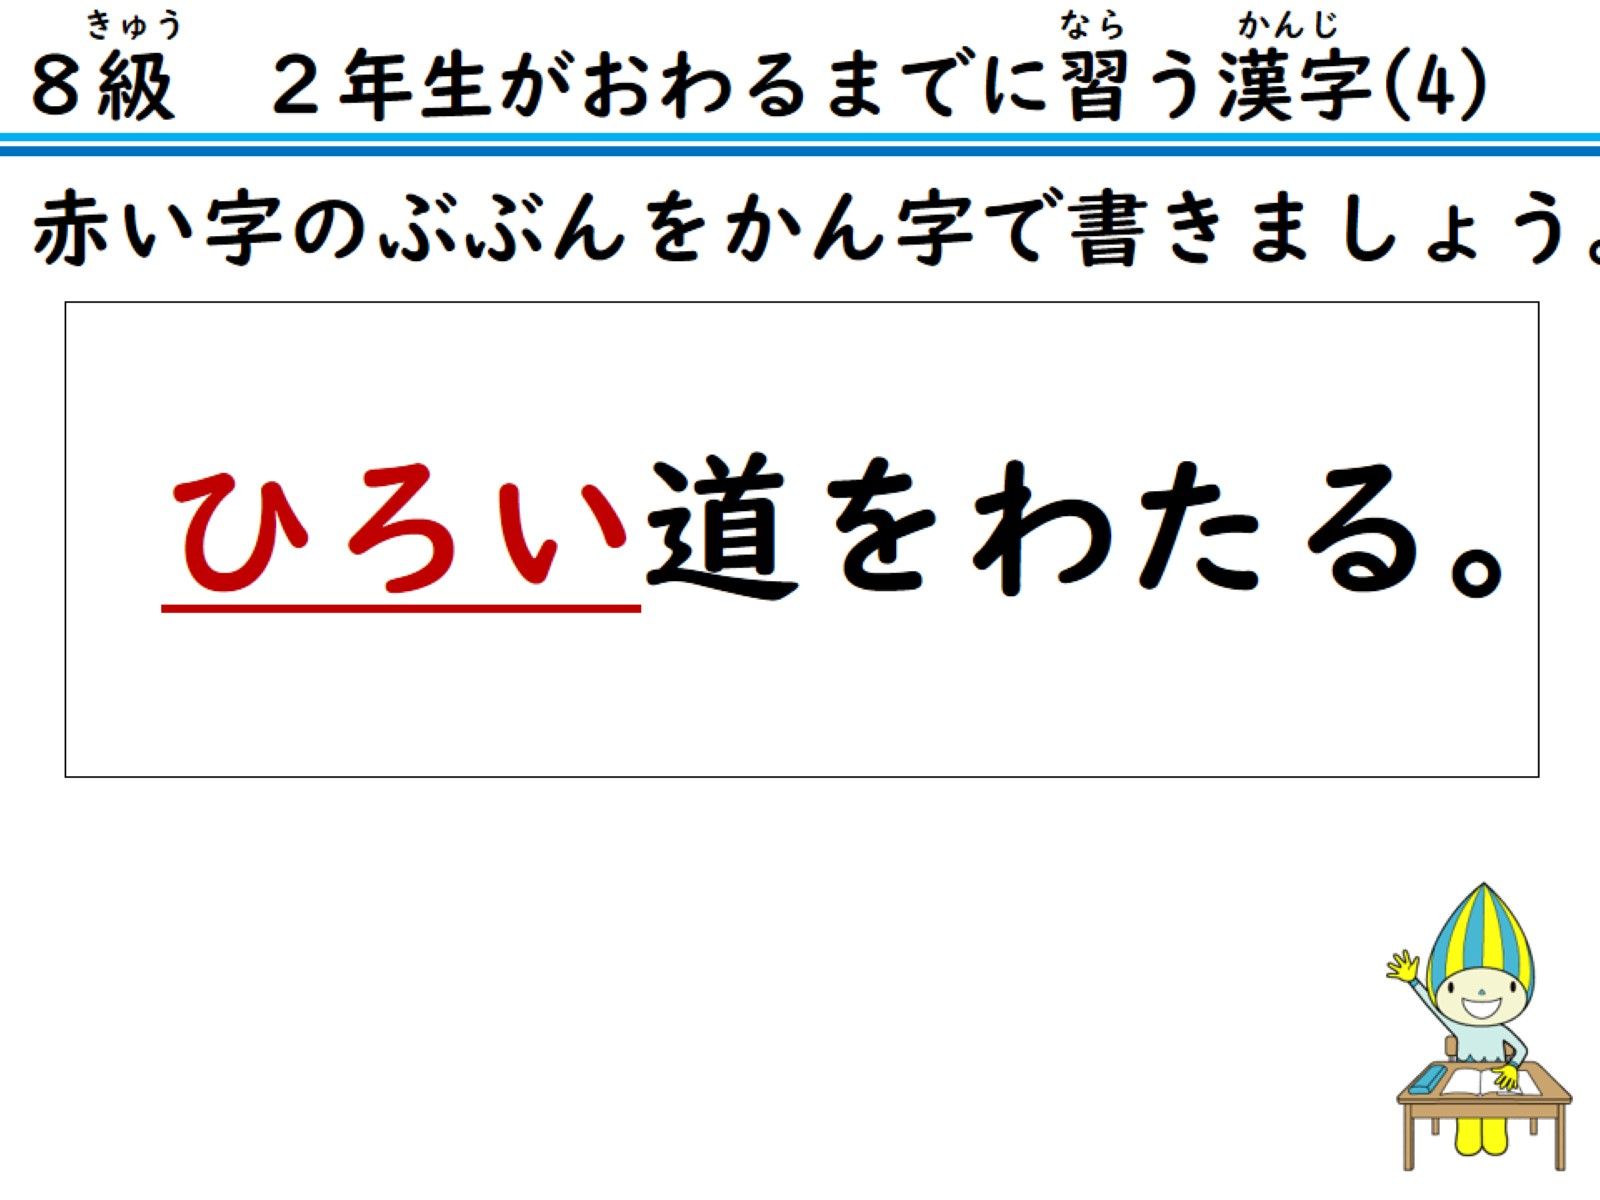 きゅう なら かんじ
８級　２年生がおわるまでに習う漢字(4)
赤い字のぶぶんをかん字で書きましょう。
ひろい道をわたる。